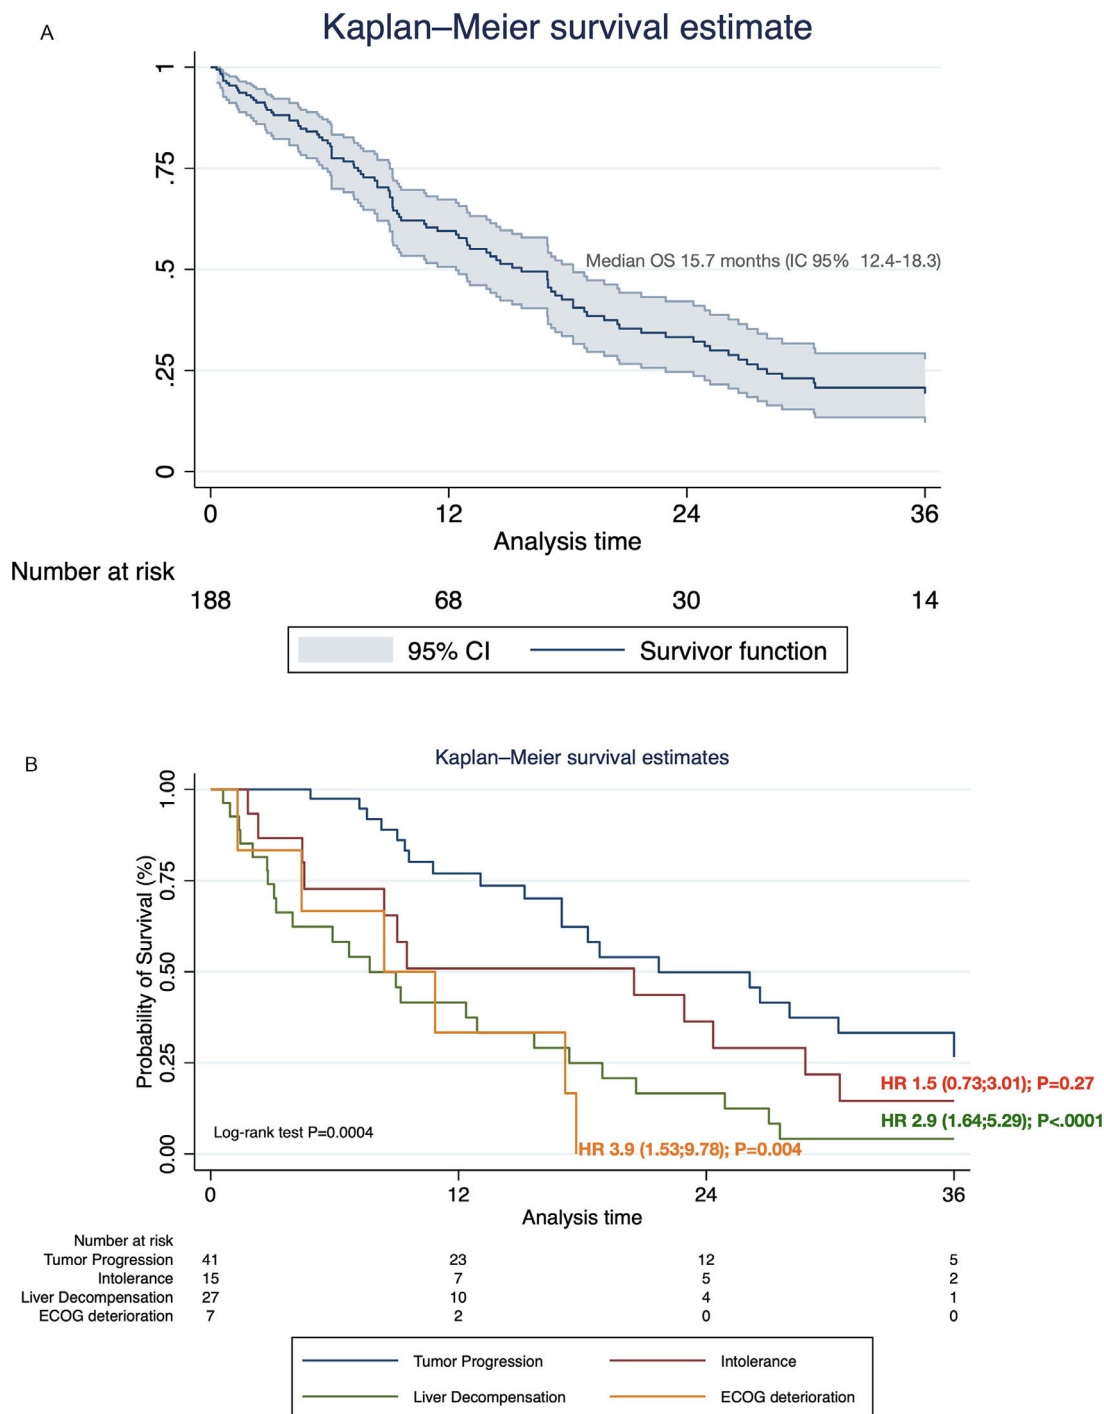 A
Kaplan–Meier survival estimate
1
.75
.5
.25
0
Median OS 15.7 months (IC 95% 12.4-18.3)
0 12 24 36
Analysis time
Number at risk
188 68 30 14
95% CI Survivor function
B
Kaplan–Meier survival estimates
Probability of Survival (%)
1.00
0.75
0.50
0.25
0.00
HR 1.5 (0.73;3.01); P=0.27
HR 2.9 (1.64;5.29); P<.0001
Log-rank test P=0.0004
HR 3.9 (1.53;9.78); P=0.004
0 12 24 36
Analysis time
Number at risk
Tumor Progression 41 23 12 5
Intolerance 15 7 5 2
Liver Decompensation 27 10 4 1
ECOG deterioration 7 2 0 0
Tumor Progression Intolerance
Liver Decompensation ECOG deterioration